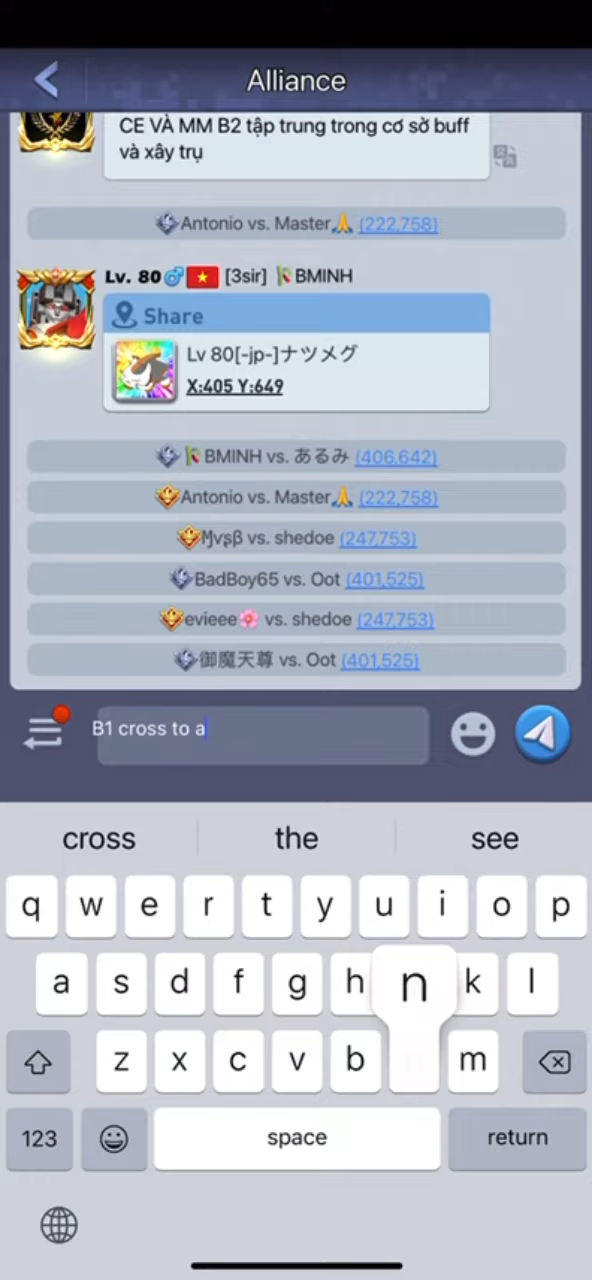 Alliance
CE VÀ MM B2 tập trung trong cơ sở buff
và xây trụ
Antonio vs. Master🙏 (222,758)
Lv. 80 [3sir] BMINH
Share
Lv 80[-jp-]ナツメグ
X:405 Y:649
BMINH vs. あるみ (406,642)
Antonio vs. Master🙏 (222,758)
Ɱvʂβ vs. shedoe (247,753)
BadBoy65 vs. Oot (401,525)
evieee🌸 vs. shedoe (247,753)
御魔天尊 vs. Oot (401,525)
B1 cross to a
cross the see
q w e r t y u i o p
a s d f g h n k l
z x c v b n m
123 space return